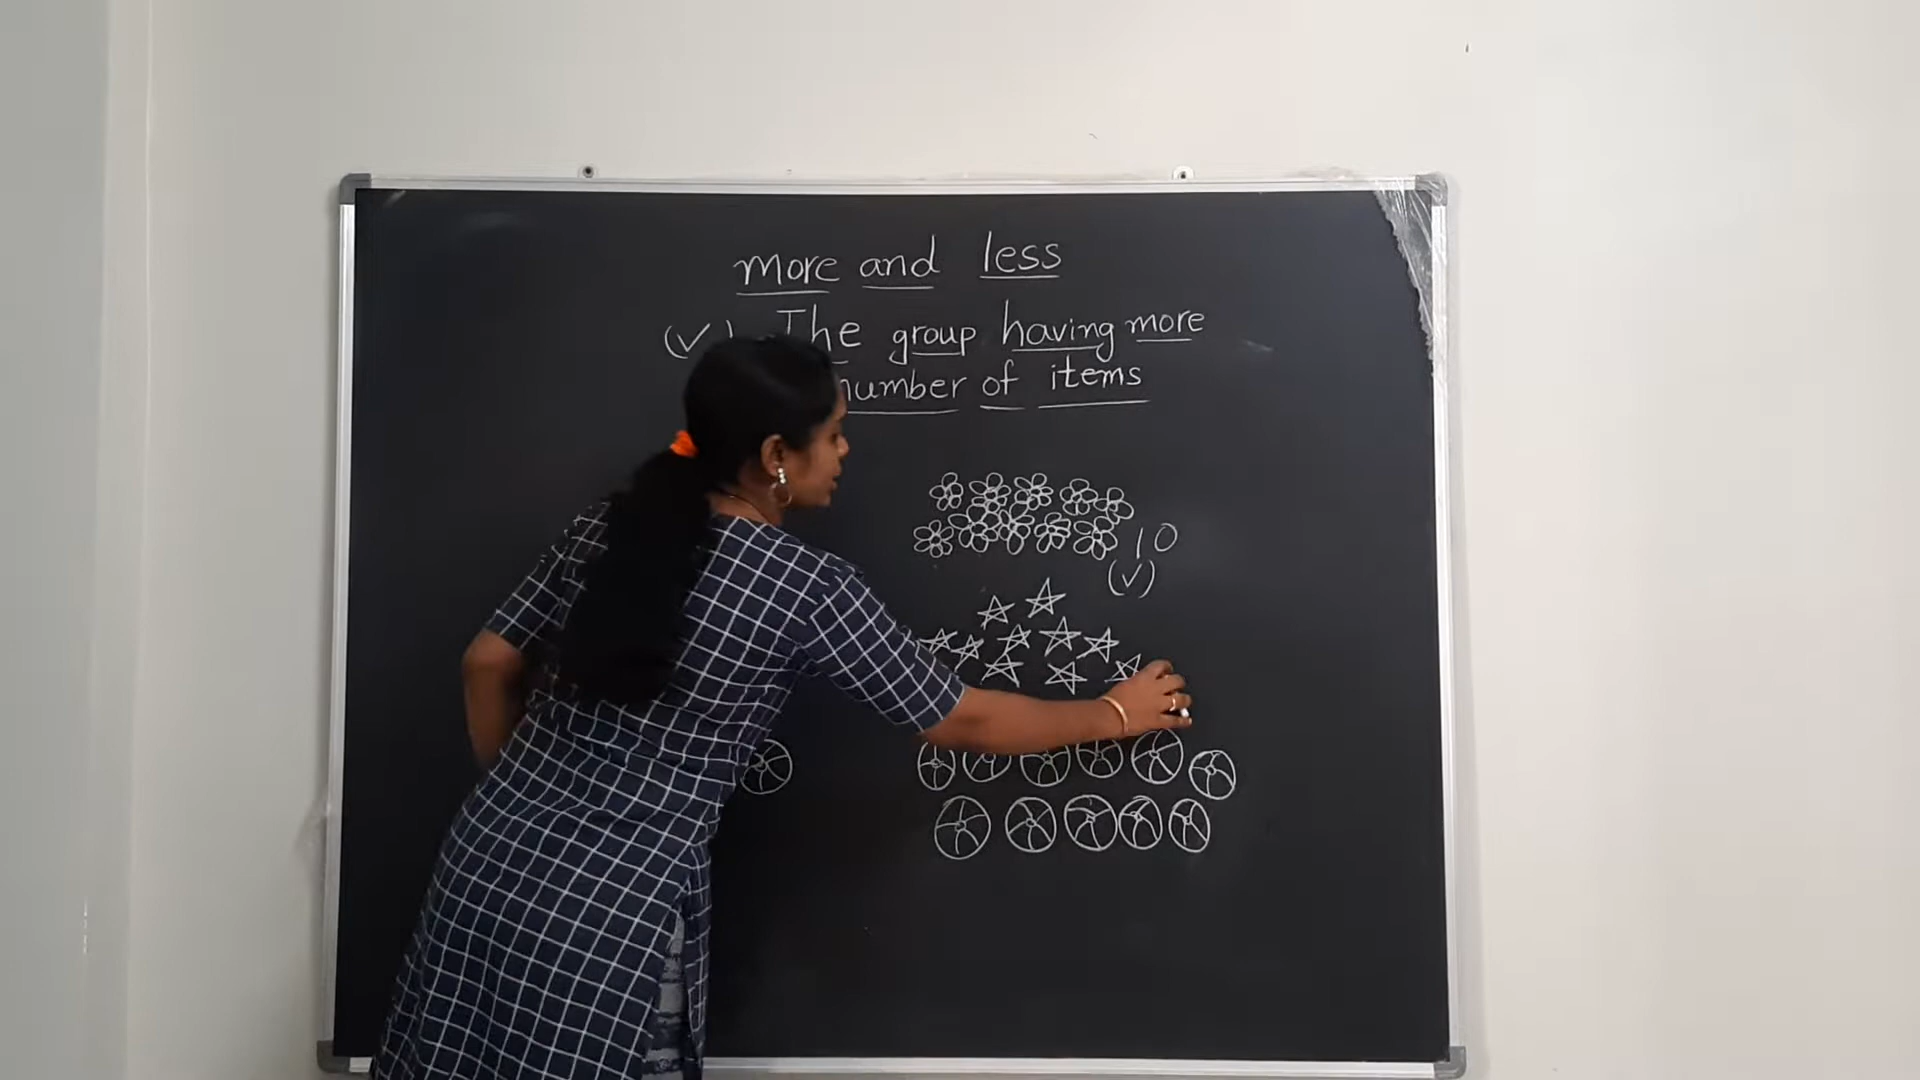 more and less
(✓) The group having more
number of items
10
(✓)